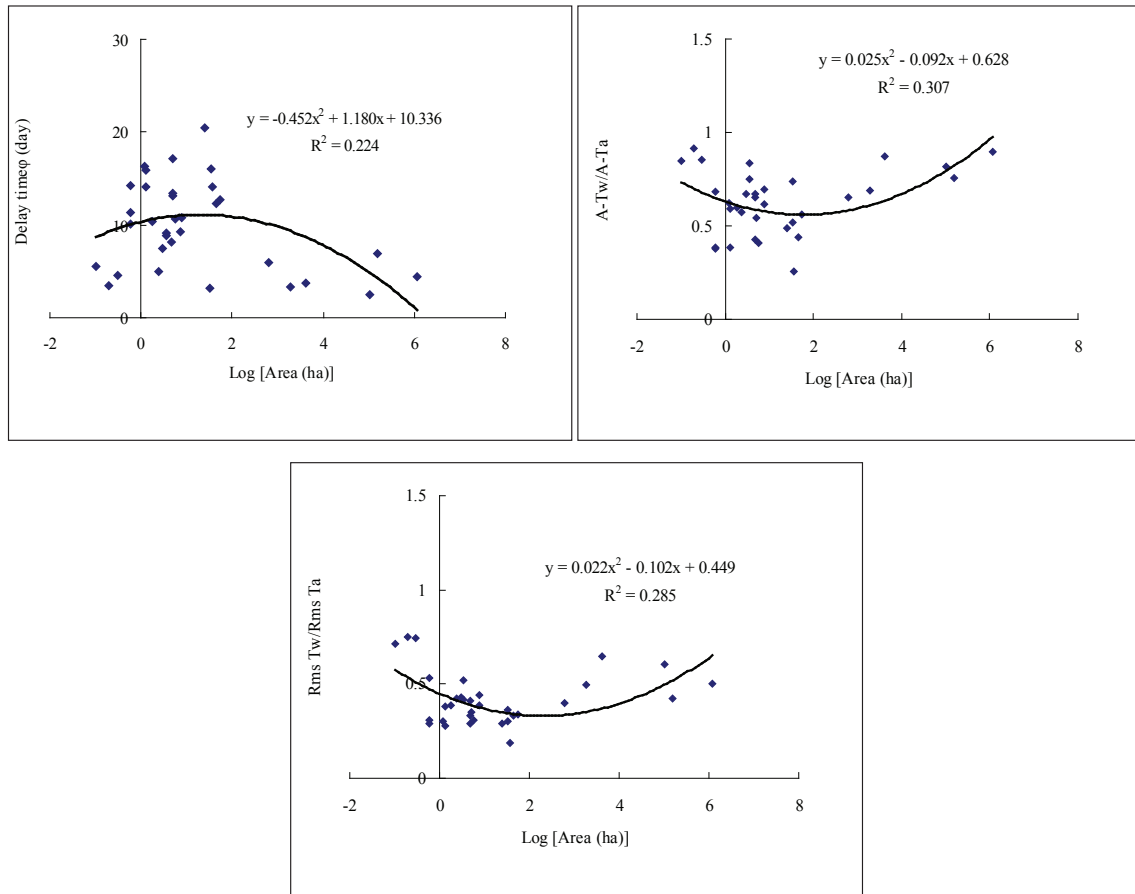 30
20
10
0
-2 0 2 4 6 8
Delay timeφ (day)
Log [Area (ha)]
y = -0.452x² + 1.180x + 10.336
R² = 0.224
1.5
1
0.5
0
-2 0 2 4 6 8
A-Tw/A-Ta
Log [Area (ha)]
y = 0.025x² - 0.092x + 0.628
R² = 0.307
1.5
1
0.5
0
-2 0 2 4 6 8
Rms Tw/Rms Ta
Log [Area (ha)]
y = 0.022x² - 0.102x + 0.449
R² = 0.285